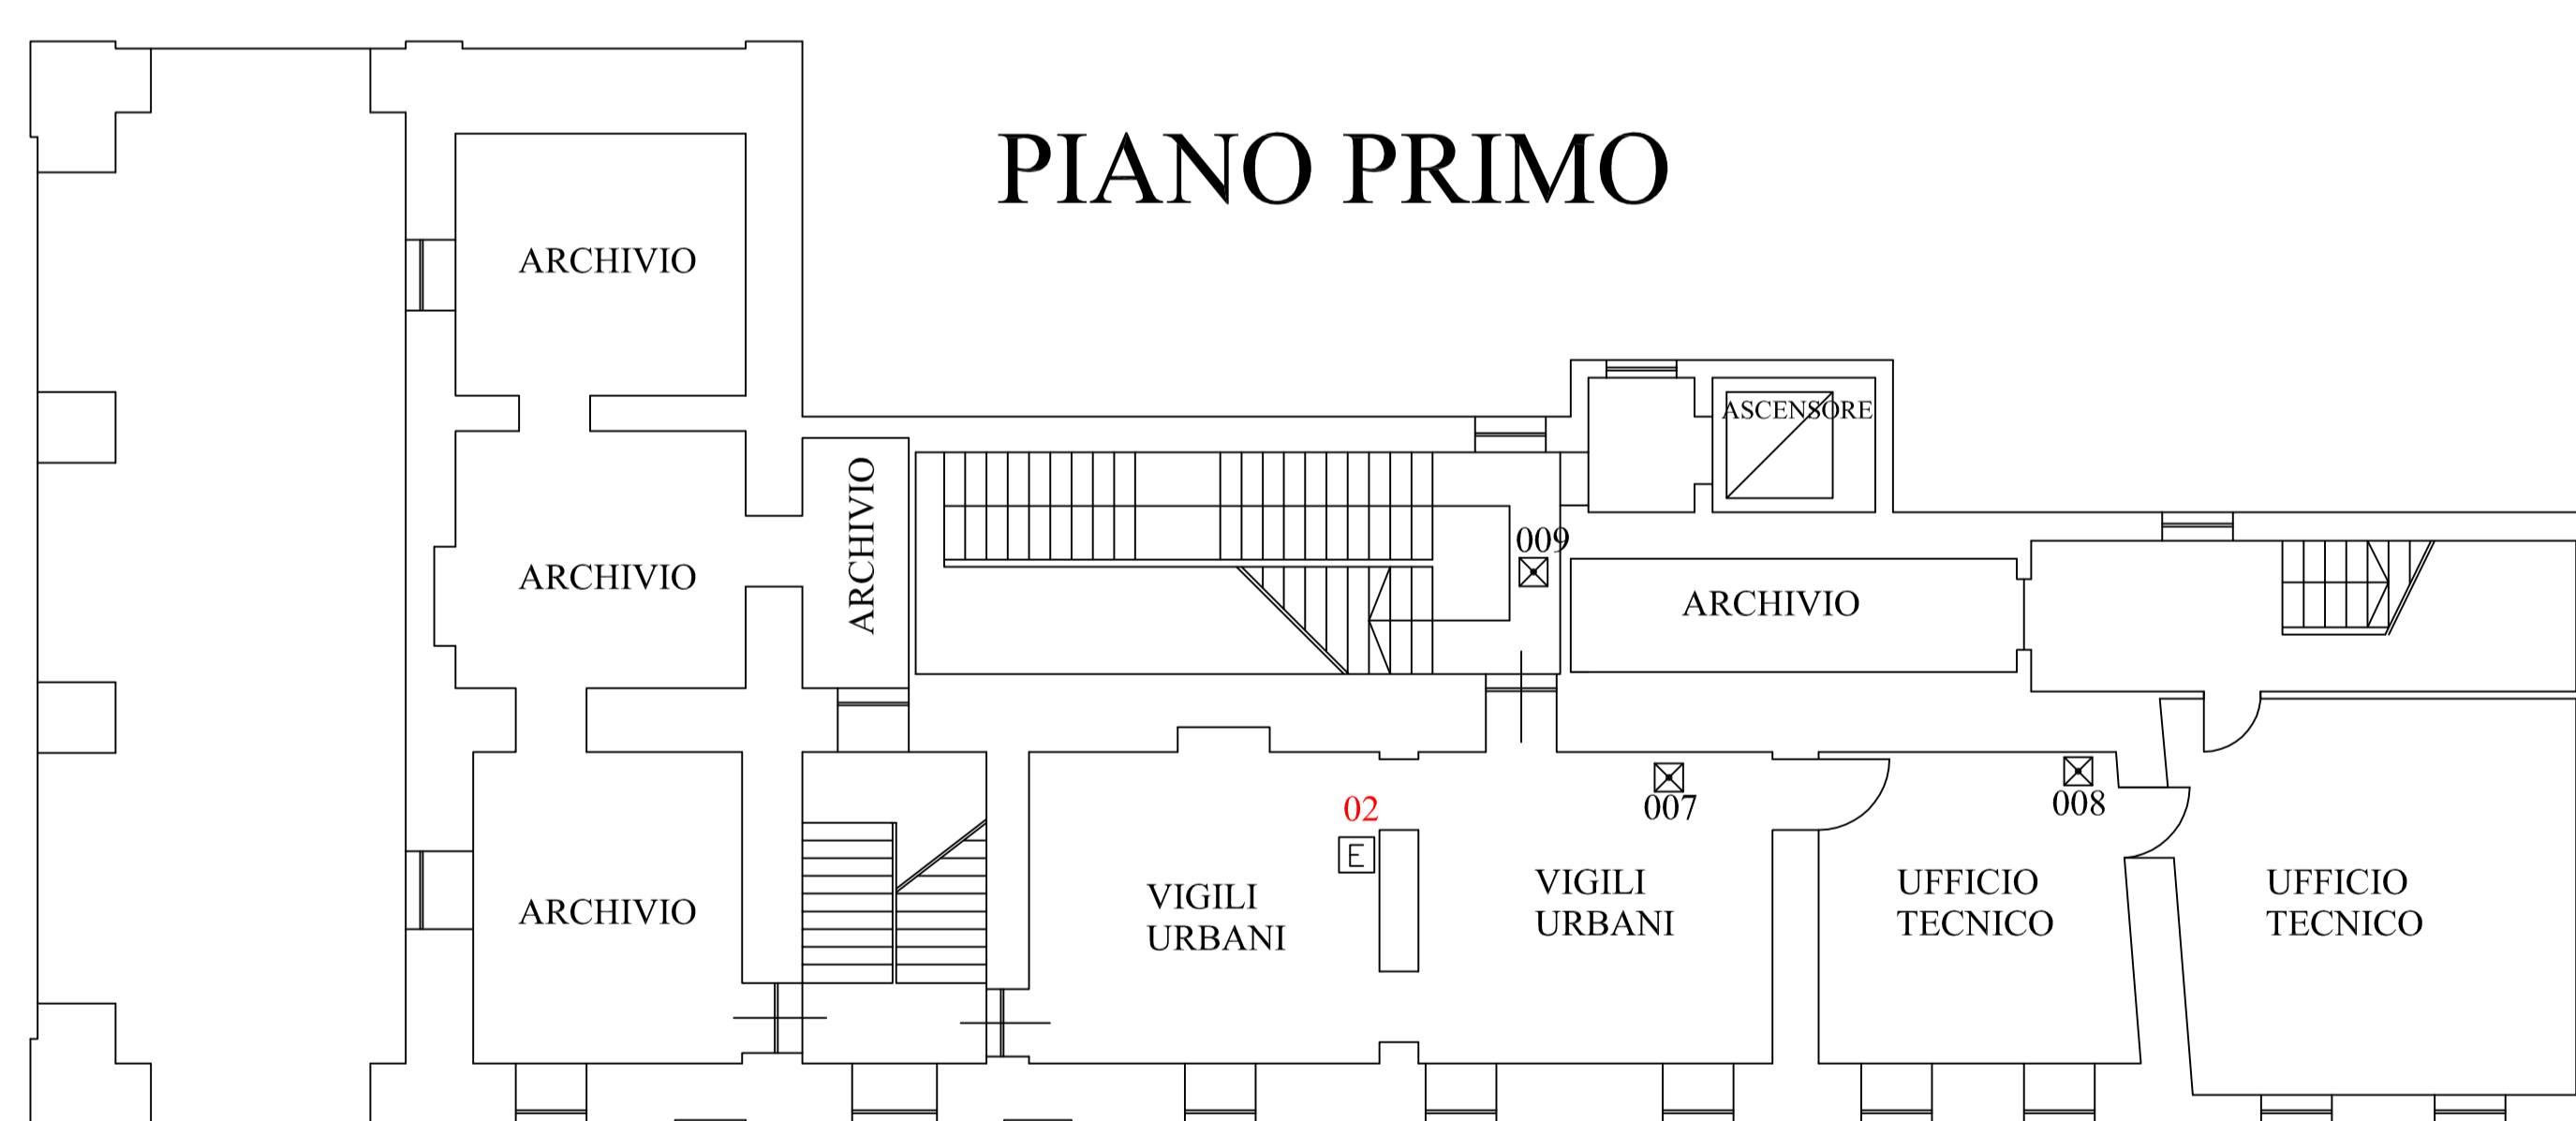 PIANO PRIMO
ARCHIVIO
ASCENSORE
ARCHIVIO
009
ARCHIVIO
ARCHIVIO
ARCHIVIO
02
E
007
008
VIGILI
URBANI
VIGILI
URBANI
UFFICIO
TECNICO
UFFICIO
TECNICO
ARCHIVIO